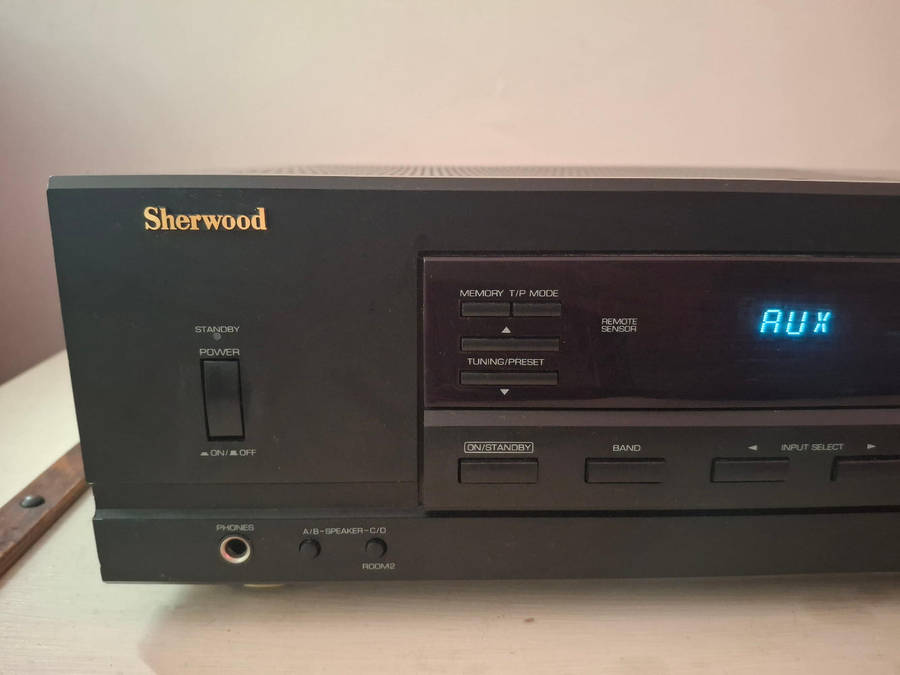 Sherwood
STANDBY
POWER
ON/ OFF
MEMORY T/P MODE
TUNING/PRESET
REMOTE
SENSOR
AUX
ON/STANDBY
BAND
INPUT SELECT
PHONES
A/B-SPEAKER-C/D
ROOM2